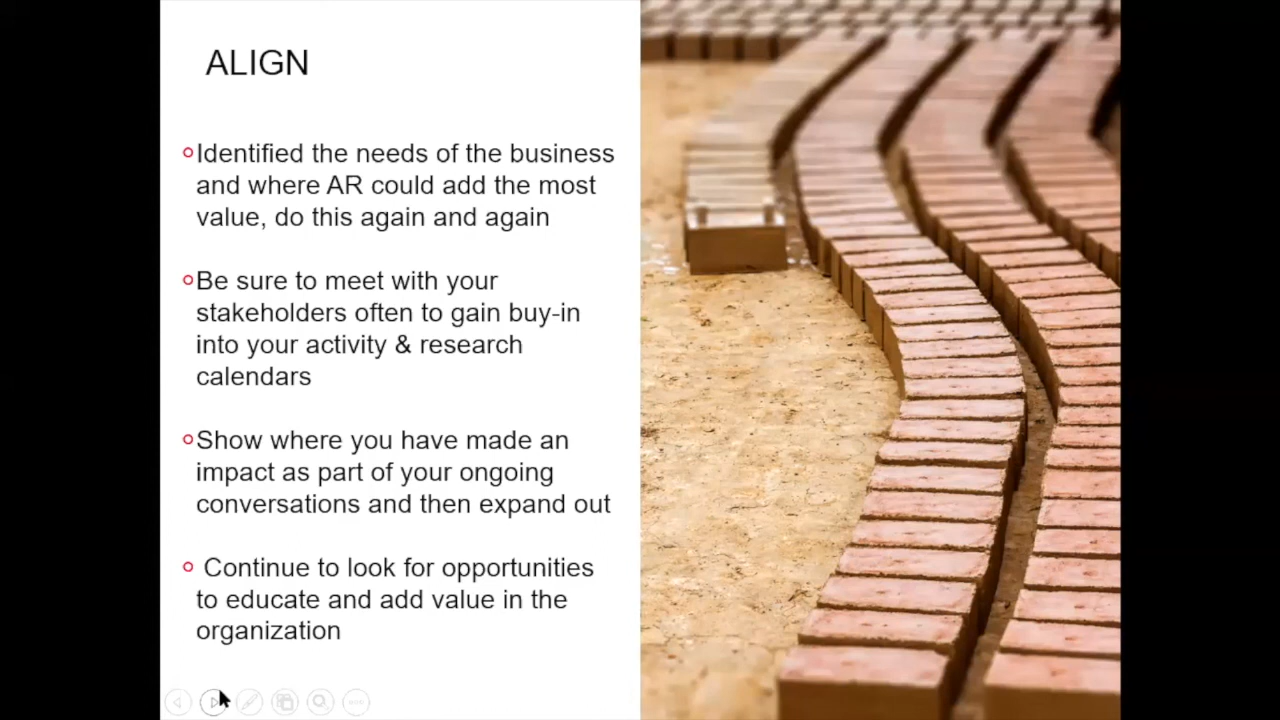 ALIGN
Identified the needs of the business
and where AR could add the most
value, do this again and again
Be sure to meet with your
stakeholders often to gain buy-in
into your activity & research
calendars
Show where you have made an
impact as part of your ongoing
conversations and then expand out
Continue to look for opportunities
to educate and add value in the
organization